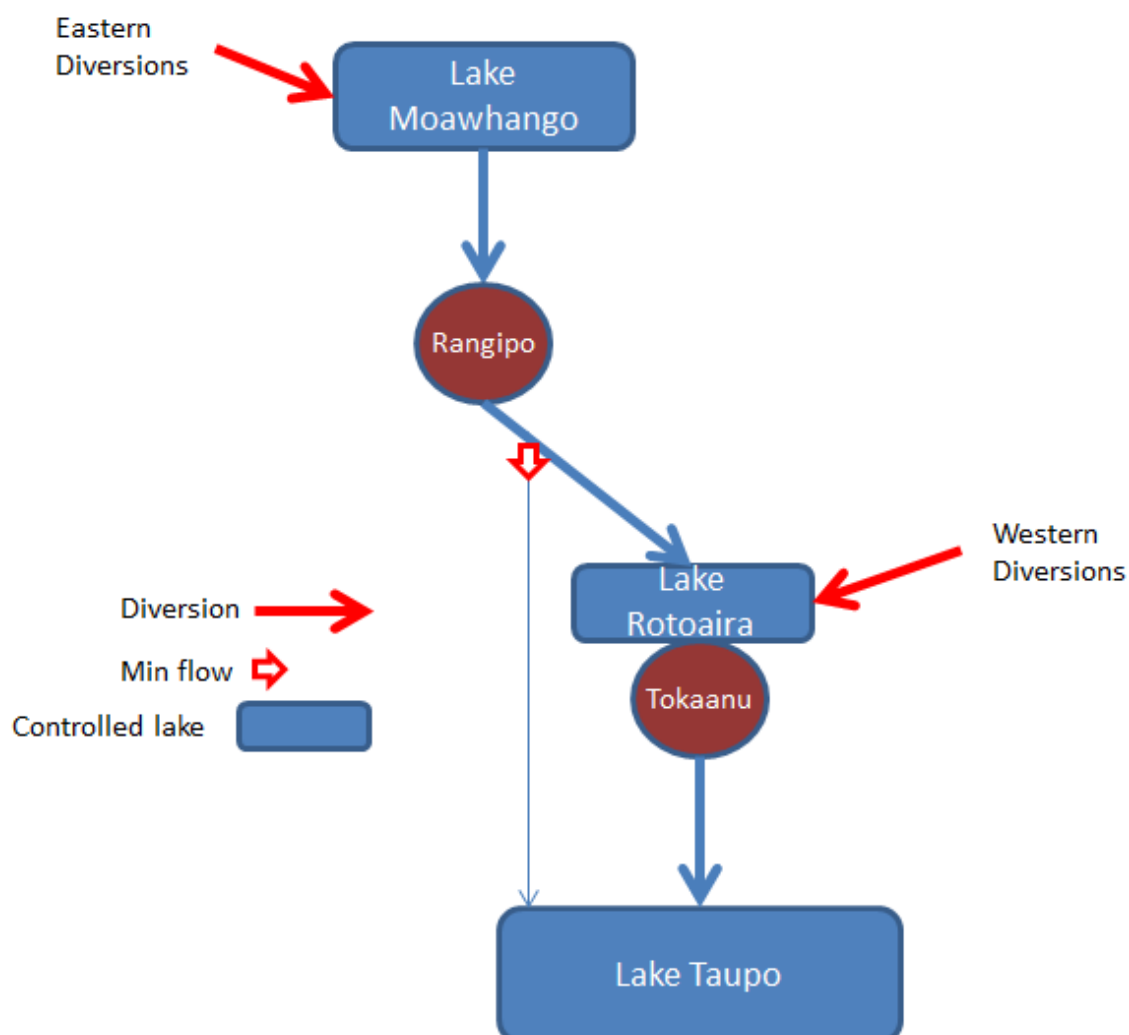 Eastern
Diversions
Lake
Moawhango
Rangipo
Western
Diversions
Lake
Rotoaira
Diversion
Min flow
Tokaanu
Controlled lake
Lake Taupo